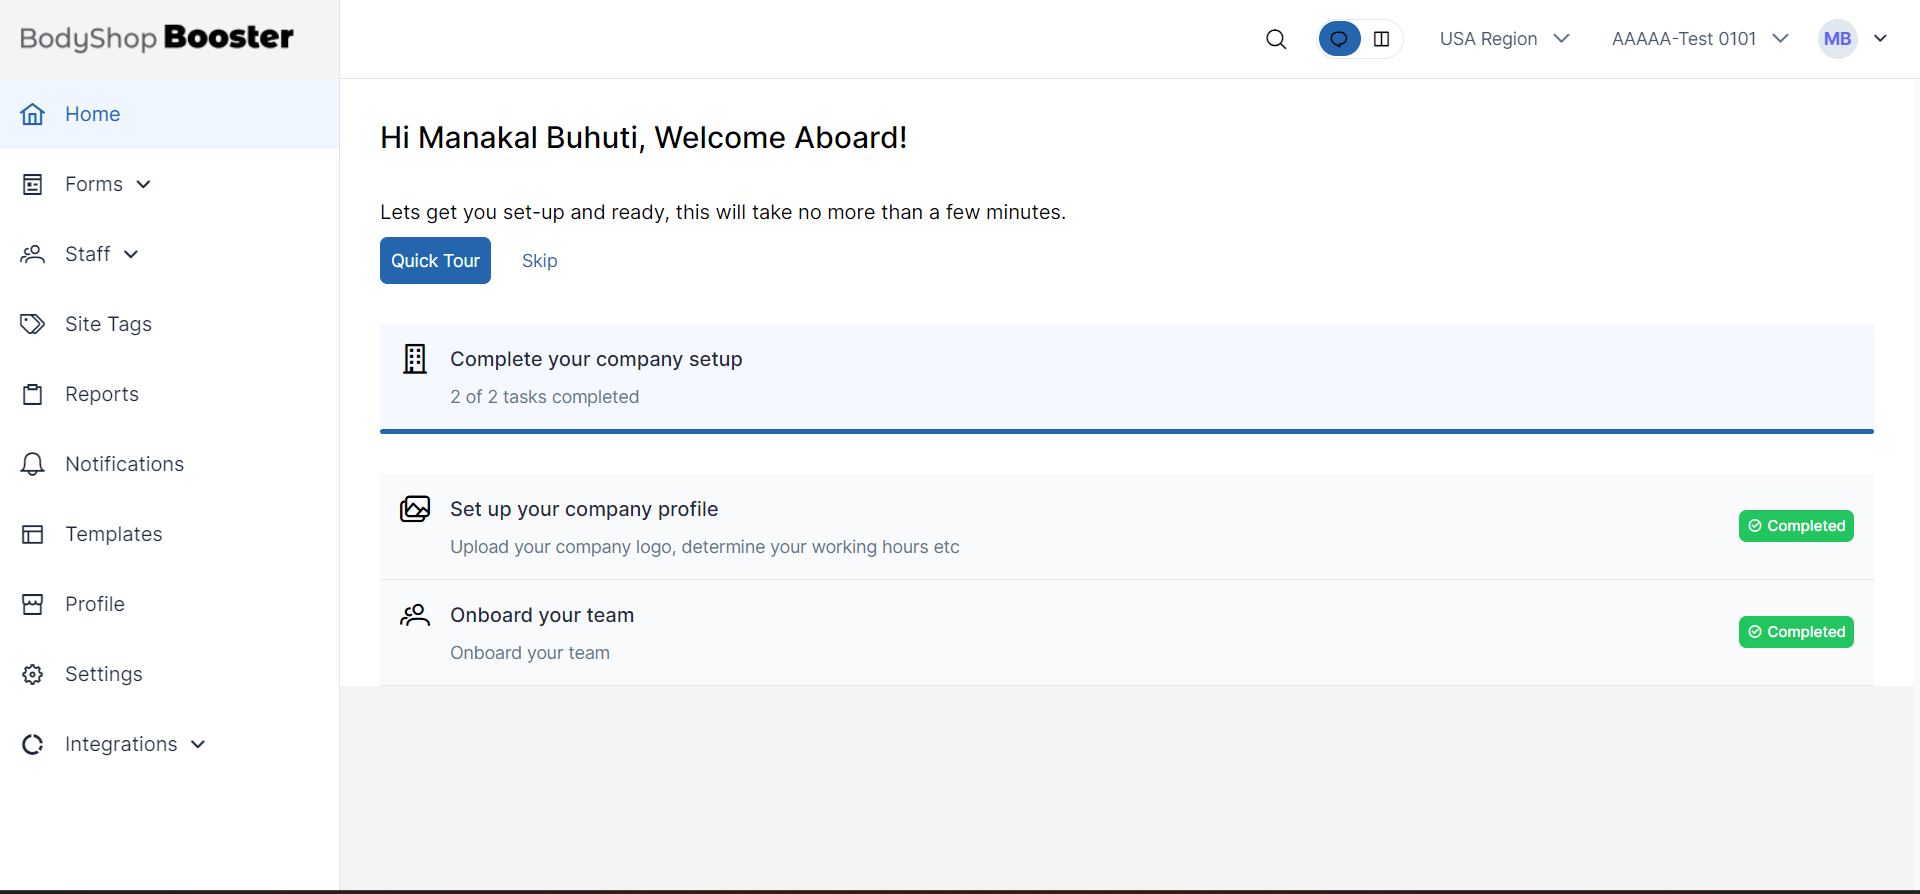 BodyShop Booster
USA Region
AAAAA-Test 0101
MB
Home
Forms
Staff
Site Tags
Reports
Notifications
Templates
Profile
Settings
Integrations
Hi Manakal Buhuti, Welcome Aboard!
Lets get you set-up and ready, this will take no more than a few minutes.
Quick Tour
Skip
Complete your company setup
2 of 2 tasks completed
Set up your company profile
Upload your company logo, determine your working hours etc
Completed
Onboard your team
Onboard your team
Completed